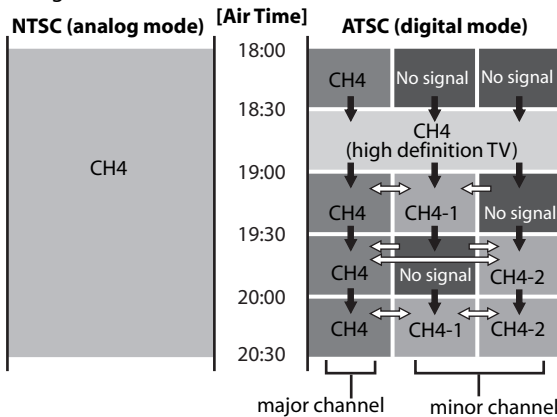 NTSC (analog mode) [Air Time] ATSC (digital mode)
18:00
CH4 No signal No signal
18:30
CH4
(high definition TV)
CH4
19:00
CH4 CH4-1 No signal
19:30
CH4 No signal CH4-2
20:00
CH4 CH4-1 CH4-2
20:30
major channel minor channel